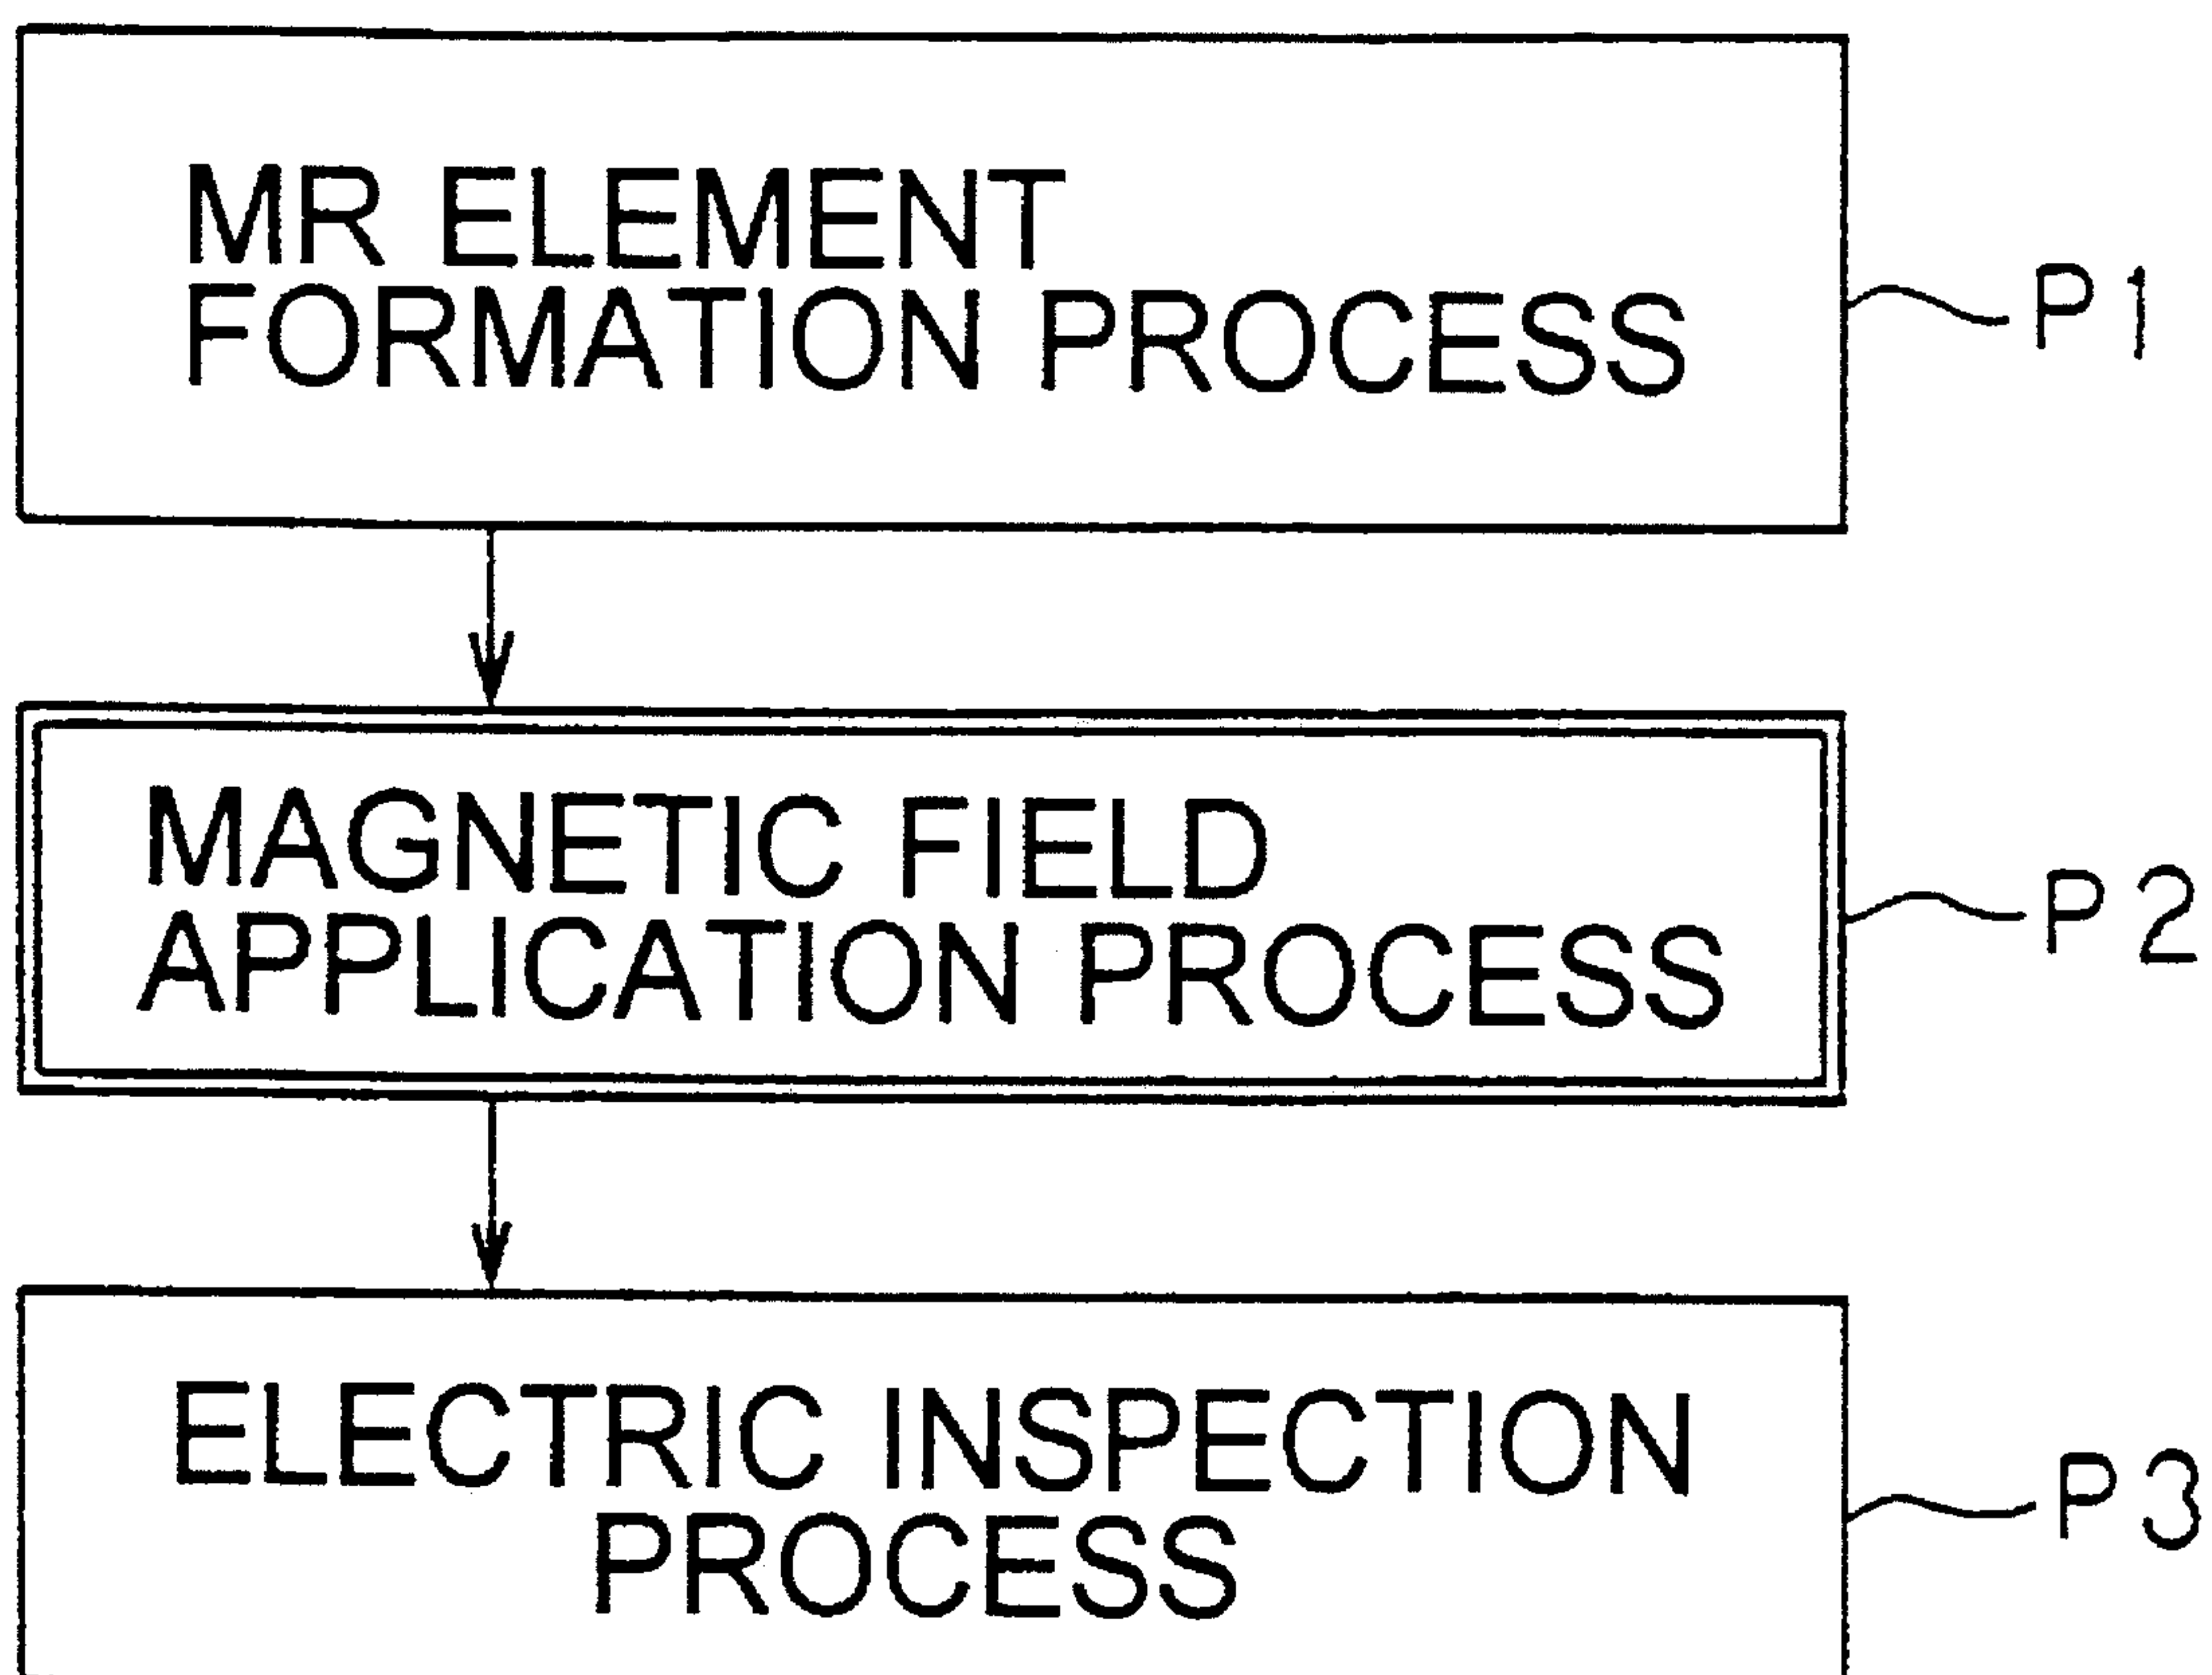 MR ELEMENT
FORMATION PROCESS
P1
MAGNETIC FIELD
APPLICATION PROCESS
P2
ELECTRIC INSPECTION
PROCESS
P3